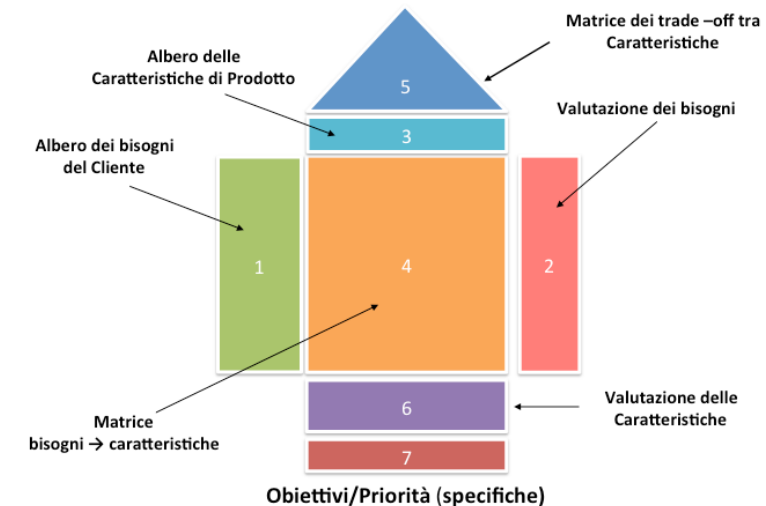 Matrice dei trade –off tra
Caratteristiche
Albero delle
Caratteristiche di Prodotto
5
Valutazione dei bisogni
3
Albero dei bisogni
del Cliente
1
4
2
Matrice
bisogni → caratteristiche
6
Valutazione delle
Caratteristiche
7
Obiettivi/Priorità (specifiche)